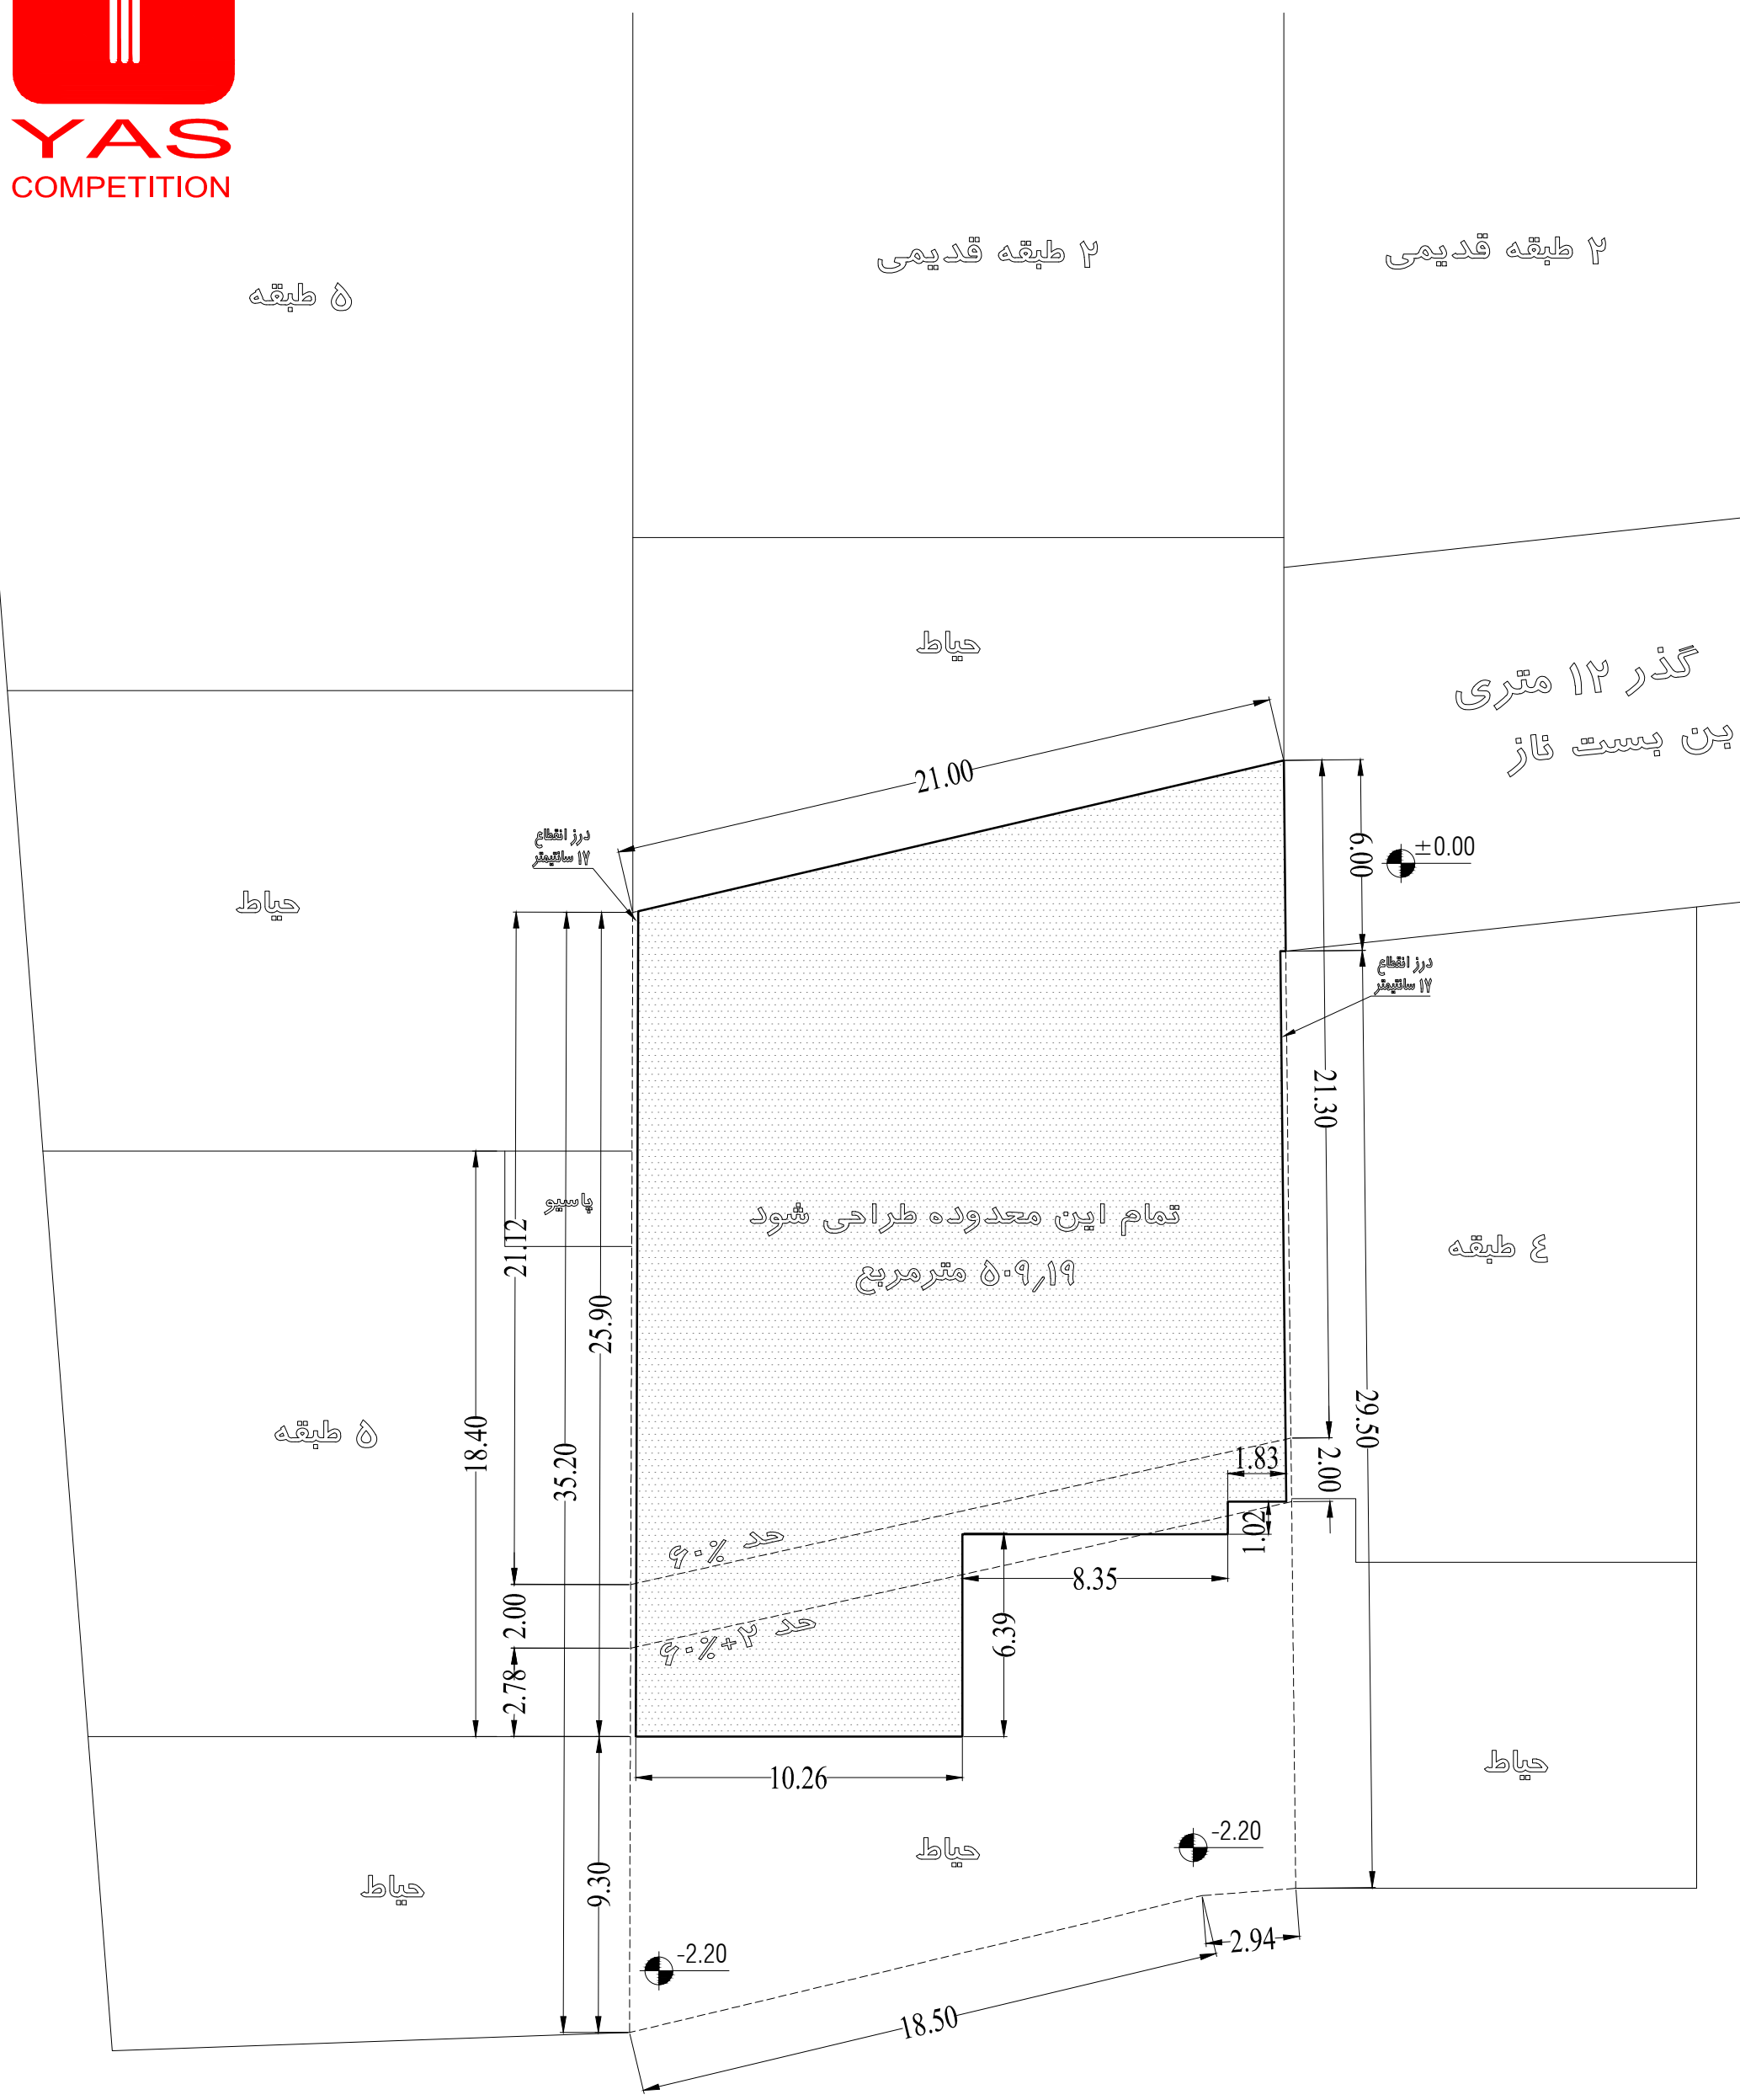 YAS
COMPETITION
۲ طبقه قدیمی
۲ طبقه قدیمی
۵ طبقه
حیاط
گذر ۱۲ متری
بن بست ناز
21.00
درز انقطاع
۱۷ سانتیمتر
6.00
±0.00
حیاط
درز انقطاع
۱۷ سانتیمتر
21.30
پاسیو
تمام این محدوده طراحی شود
۵۰۹٫۱۹ مترمربع
21.12
25.90
٤ طبقه
29.50
۵ طبقه
18.40
35.20
1.83
2.00
1.02
حد ۶۰٪
8.35
2.00
حد ۲+۶۰٪
6.39
2.78
10.26
حیاط
حیاط
-2.20
حیاط
9.30
2.94
-2.20
18.50